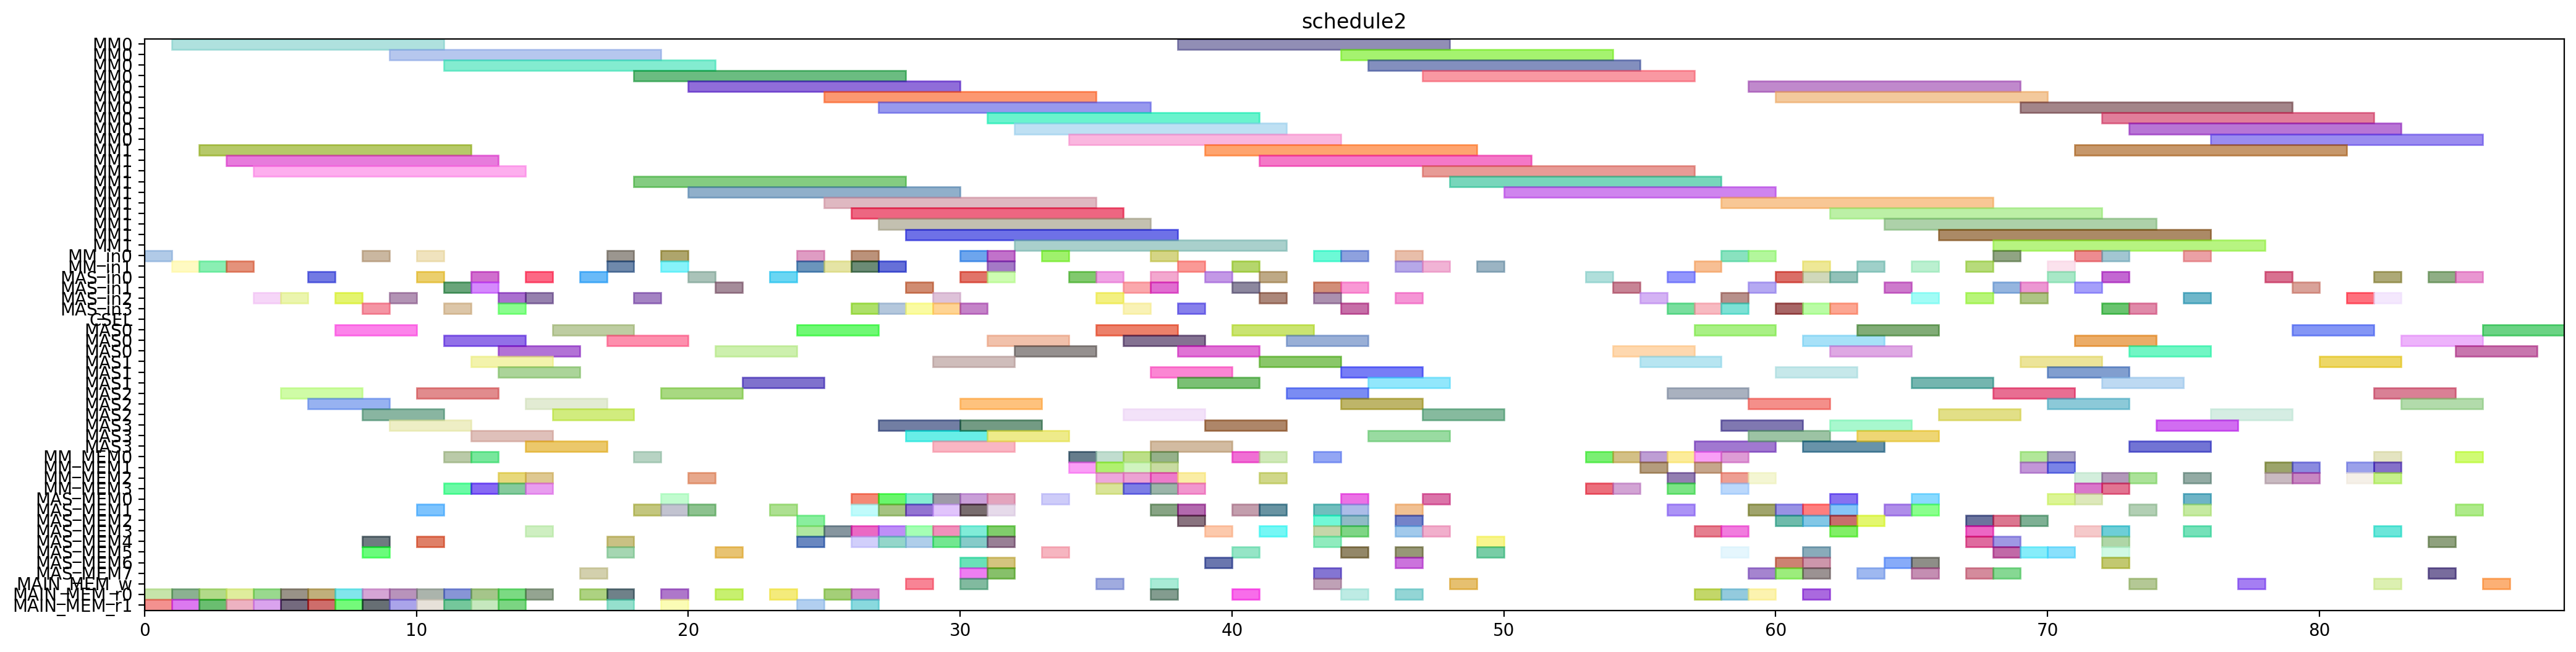 schedule2
MM0
MM0
MM0
MM0
MM0
MM0
MM0
MM0
MM0
MM0
MM1
MM1
MM1
MM1
MM1
MM1
MM1
MM1
MM1
MM1
MM_in0
MM_in1
MAS_in0
MAS_in1
MAS_in2
MAS_in3
CSEL
MAS0
MAS0
MAS0
MAS1
MAS1
MAS1
MAS2
MAS2
MAS2
MAS3
MAS3
MAS3
MM_MEM0
MM_MEM1
MM_MEM2
MM_MEM3
MAS_MEM0
MAS_MEM1
MAS_MEM2
MAS_MEM3
MAS_MEM4
MAS_MEM5
MAS_MEM6
MAS_MEM7
MAIN_MEM_w
MAIN_MEM_r0
MAIN_MEM_r1
0 10 20 30 40 50 60 70 80